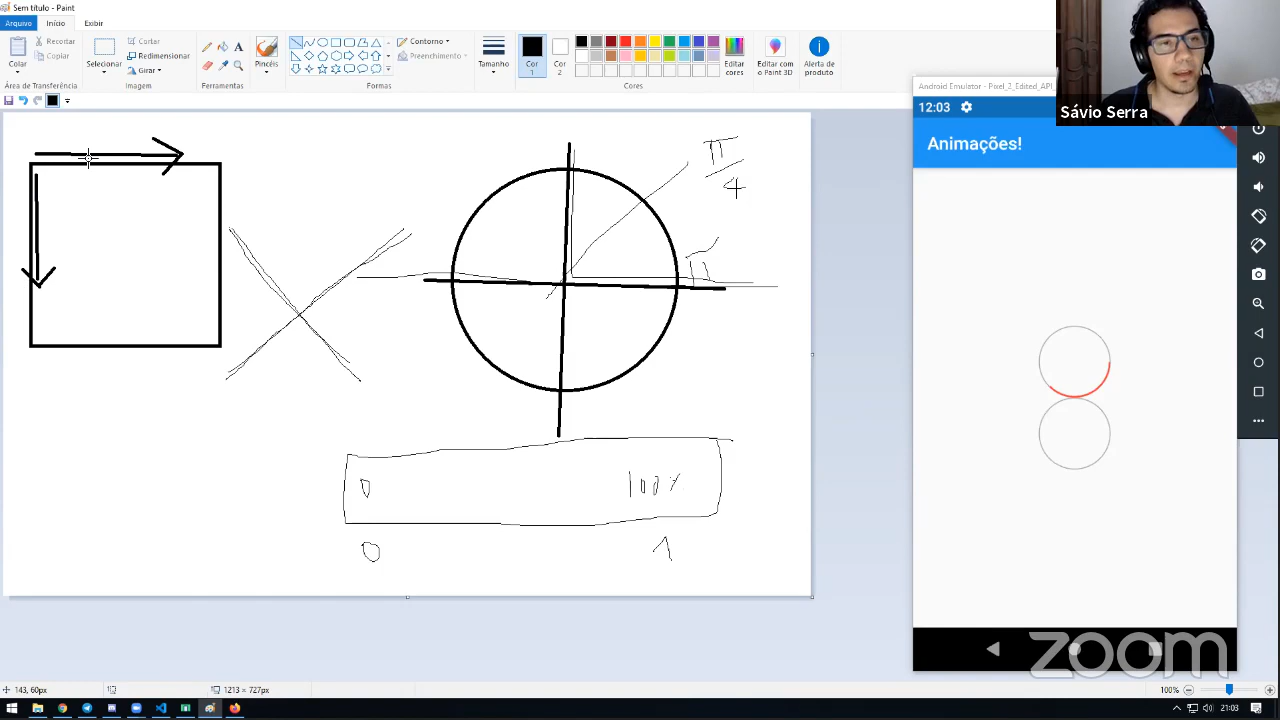 Sem título - Paint
Arquivo
Início
Exibir
Colar
Recortar
Copiar
Área de Transferência
Selecionar
Cortar
Redimensionar
Girar
Imagem
A
Ferramentas
Pincéis
Contorno
Preenchimento
Formas
Tamanho
Cor
1
Cor
2
Editar
cores
Cores
Editar com
o Paint 3D
Alerta de
produto
Sávio Serra
Android Emulator - Pixel_2_Edited_API_
12:03
Animações!
π
4
π
0
100%
0
1
zoom
143, 60px
1213 × 727px
100%
21:03